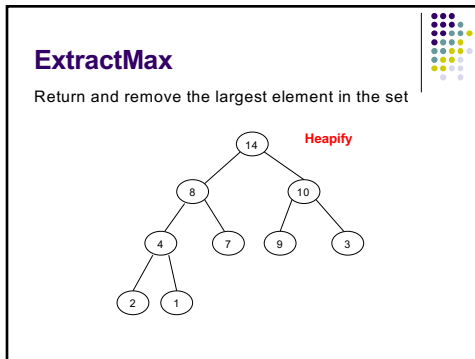 ExtractMax
Return and remove the largest element in the set
Heapify
14
8 10
4 7 9 3
2 1